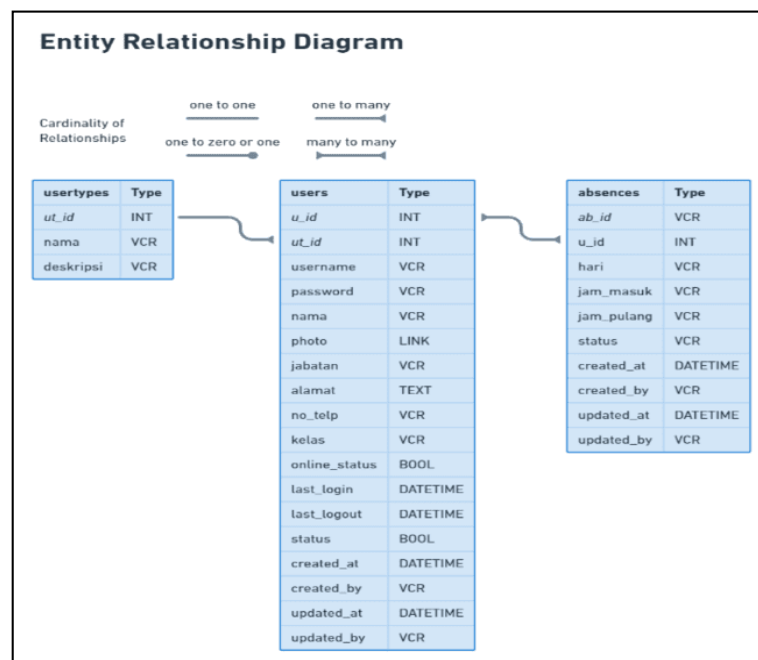 Entity Relationship Diagram
Cardinality of
Relationships
one to one
one to many
one to zero or one
many to many
usertypes Type
ut_id INT
nama VCR
deskripsi VCR
users Type
u_id INT
ut_id INT
username VCR
password VCR
nama VCR
photo LINK
jabatan VCR
alamat TEXT
no_telp VCR
kelas VCR
online_status BOOL
last_login DATETIME
last_logout DATETIME
status BOOL
created_at DATETIME
created_by VCR
updated_at DATETIME
updated_by VCR
absences Type
ab_id VCR
u_id INT
hari VCR
jam_masuk VCR
jam_pulang VCR
status VCR
created_at DATETIME
created_by VCR
updated_at DATETIME
updated_by VCR